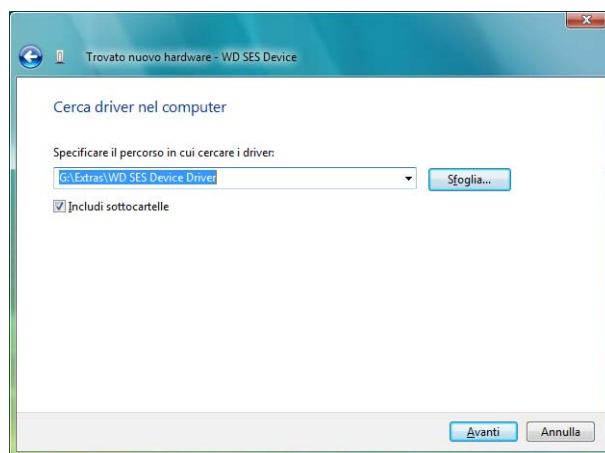 Trovato nuovo hardware - WD SES Device
Cerca driver nel computer
Specificare il percorso in cui cercare i driver:
G:\Extras\WD SES Device Driver
Sfoglia...
Includi sottocartelle
Avanti
Annulla